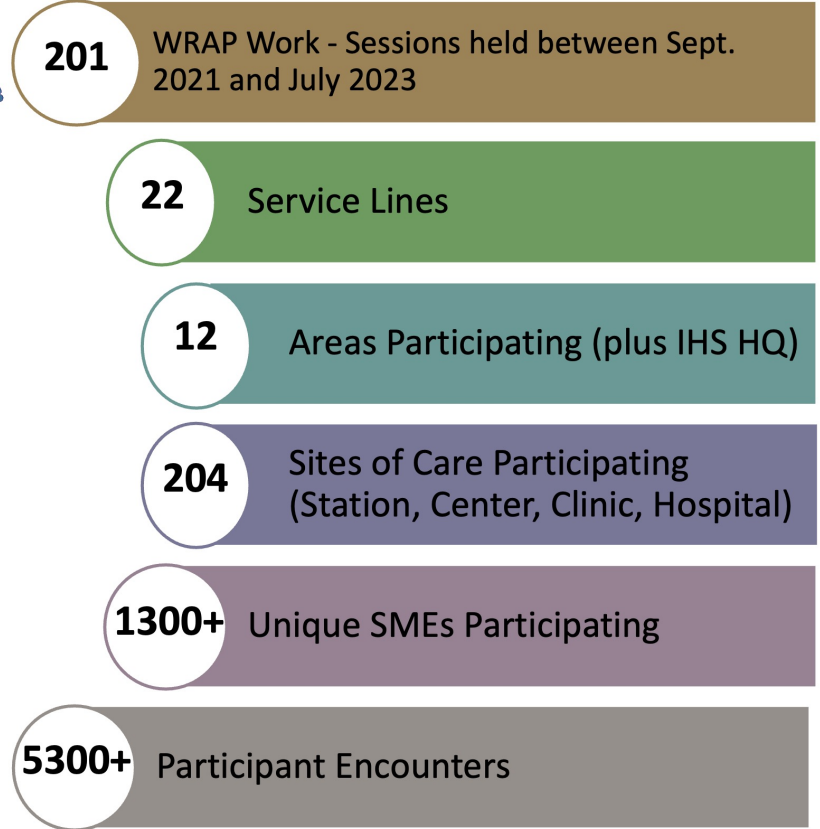 201
WRAP Work - Sessions held between Sept.
2021 and July 2023
22
Service Lines
12
Areas Participating (plus IHS HQ)
204
Sites of Care Participating
(Station, Center, Clinic, Hospital)
1300+
Unique SMEs Participating
5300+
Participant Encounters